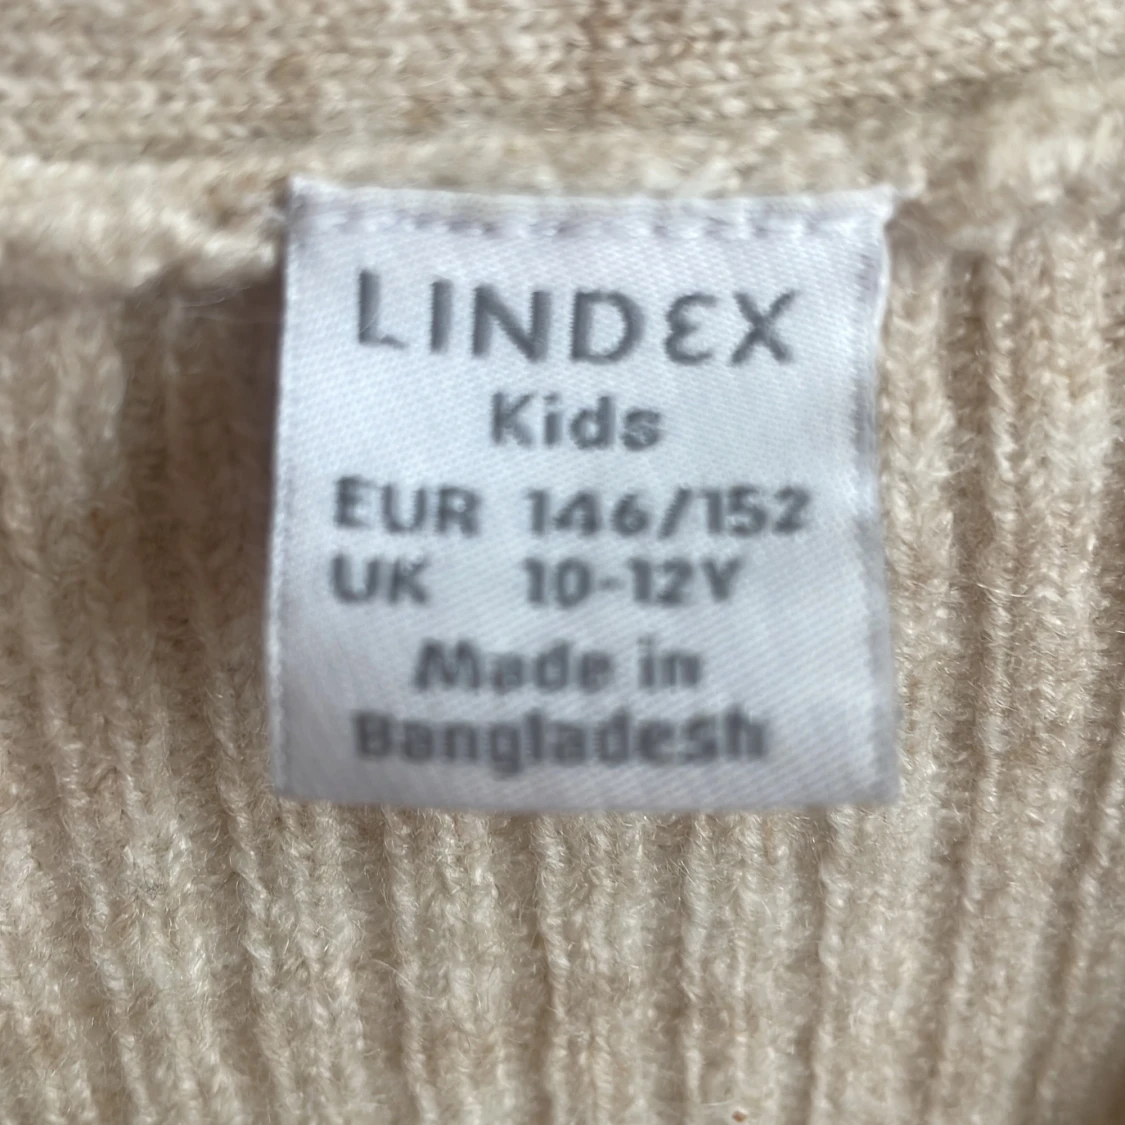 LINDEX
Kids
EUR 146/152
UK 10-12Y
Made in
Bangladesh